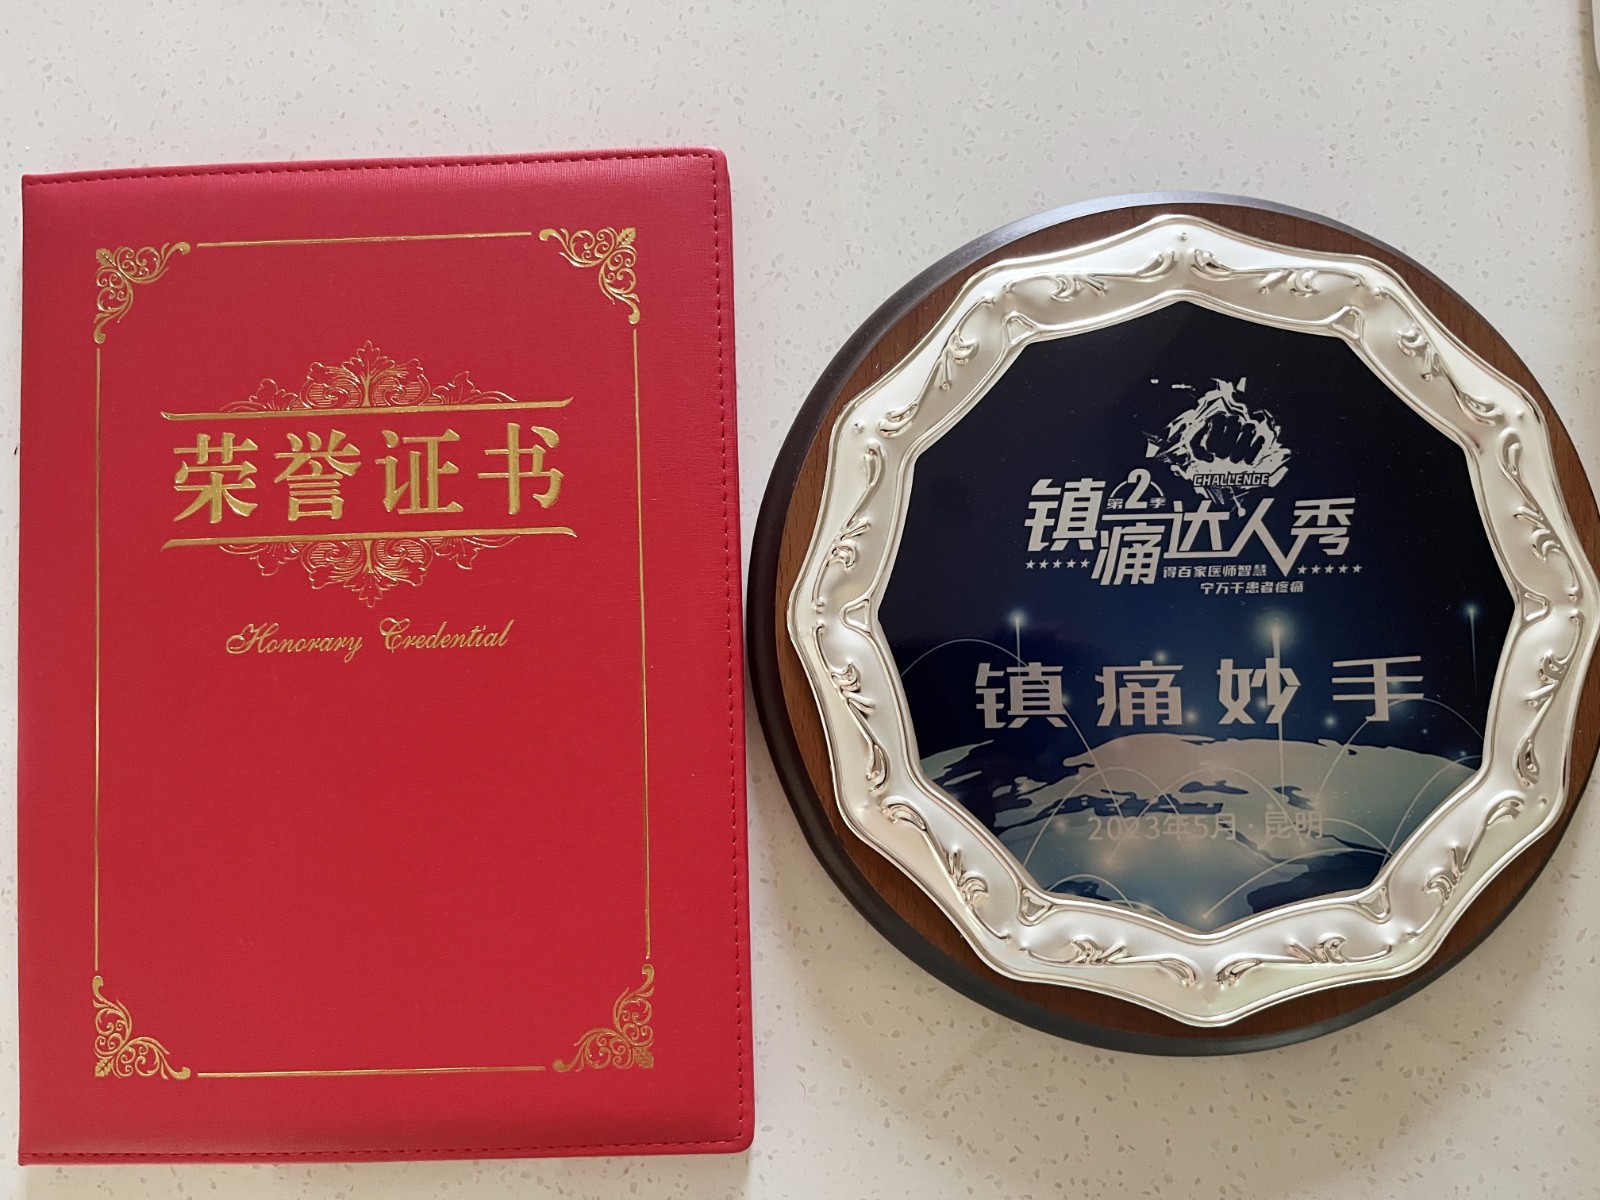 荣誉证书
Honorary Credential
CHALLENGE
第2季
镇痛达人秀
得百家医师智慧
宁万千患者疼痛
镇痛妙手
2023年5月·昆明